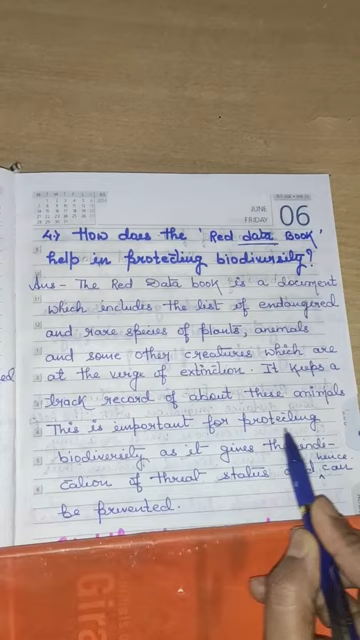 JUNE
FRIDAY
06
4.) How does the 'Red data Book'
help in protecting biodiversity?
Ans - The Red Data book is a document
which includes the list of endangered
and rare species of plants, animals
and some other creatures which are
at the verge of extinction. It keeps a
track record of about these animals
This is important for protecting
biodiversity as it gives the indi-
cation of threat status and hence can
be prevented.
Gira